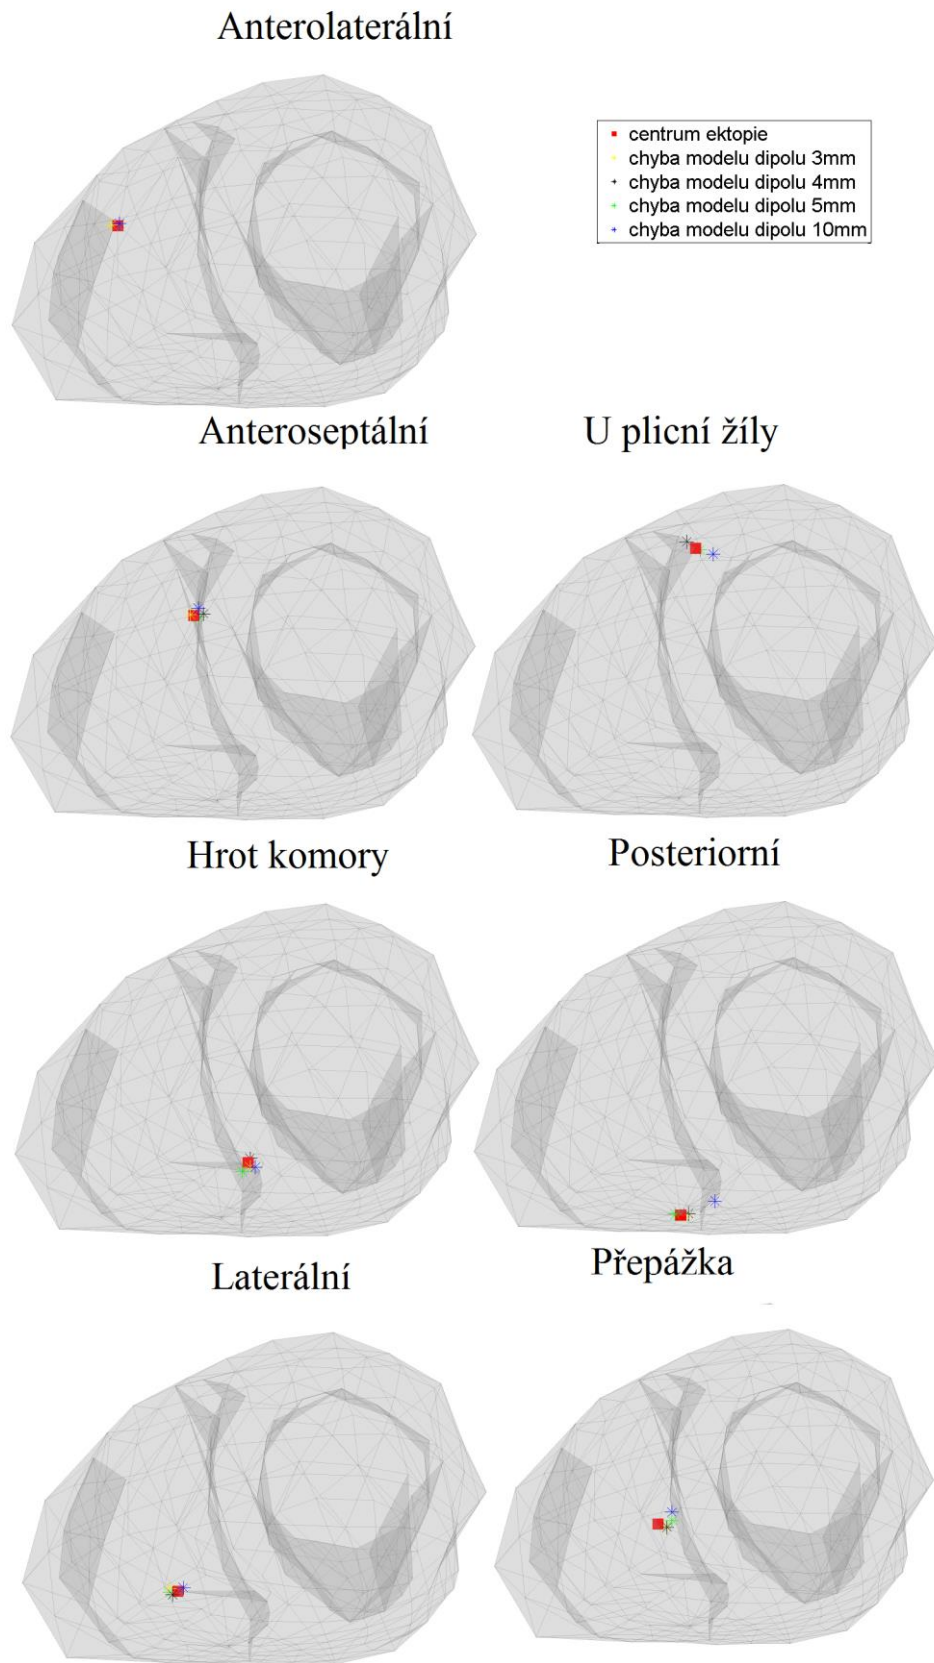 Anterolaterální
centrum ektopie
chyba modelu dipolu 3mm
chyba modelu dipolu 4mm
chyba modelu dipolu 5mm
chyba modelu dipolu 10mm
Anteroseptální
U plicní žíly
Hrot komory
Posteriorní
Laterální
Přepážka